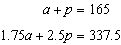 a + p = 165
1.75a + 2.5p = 337.5